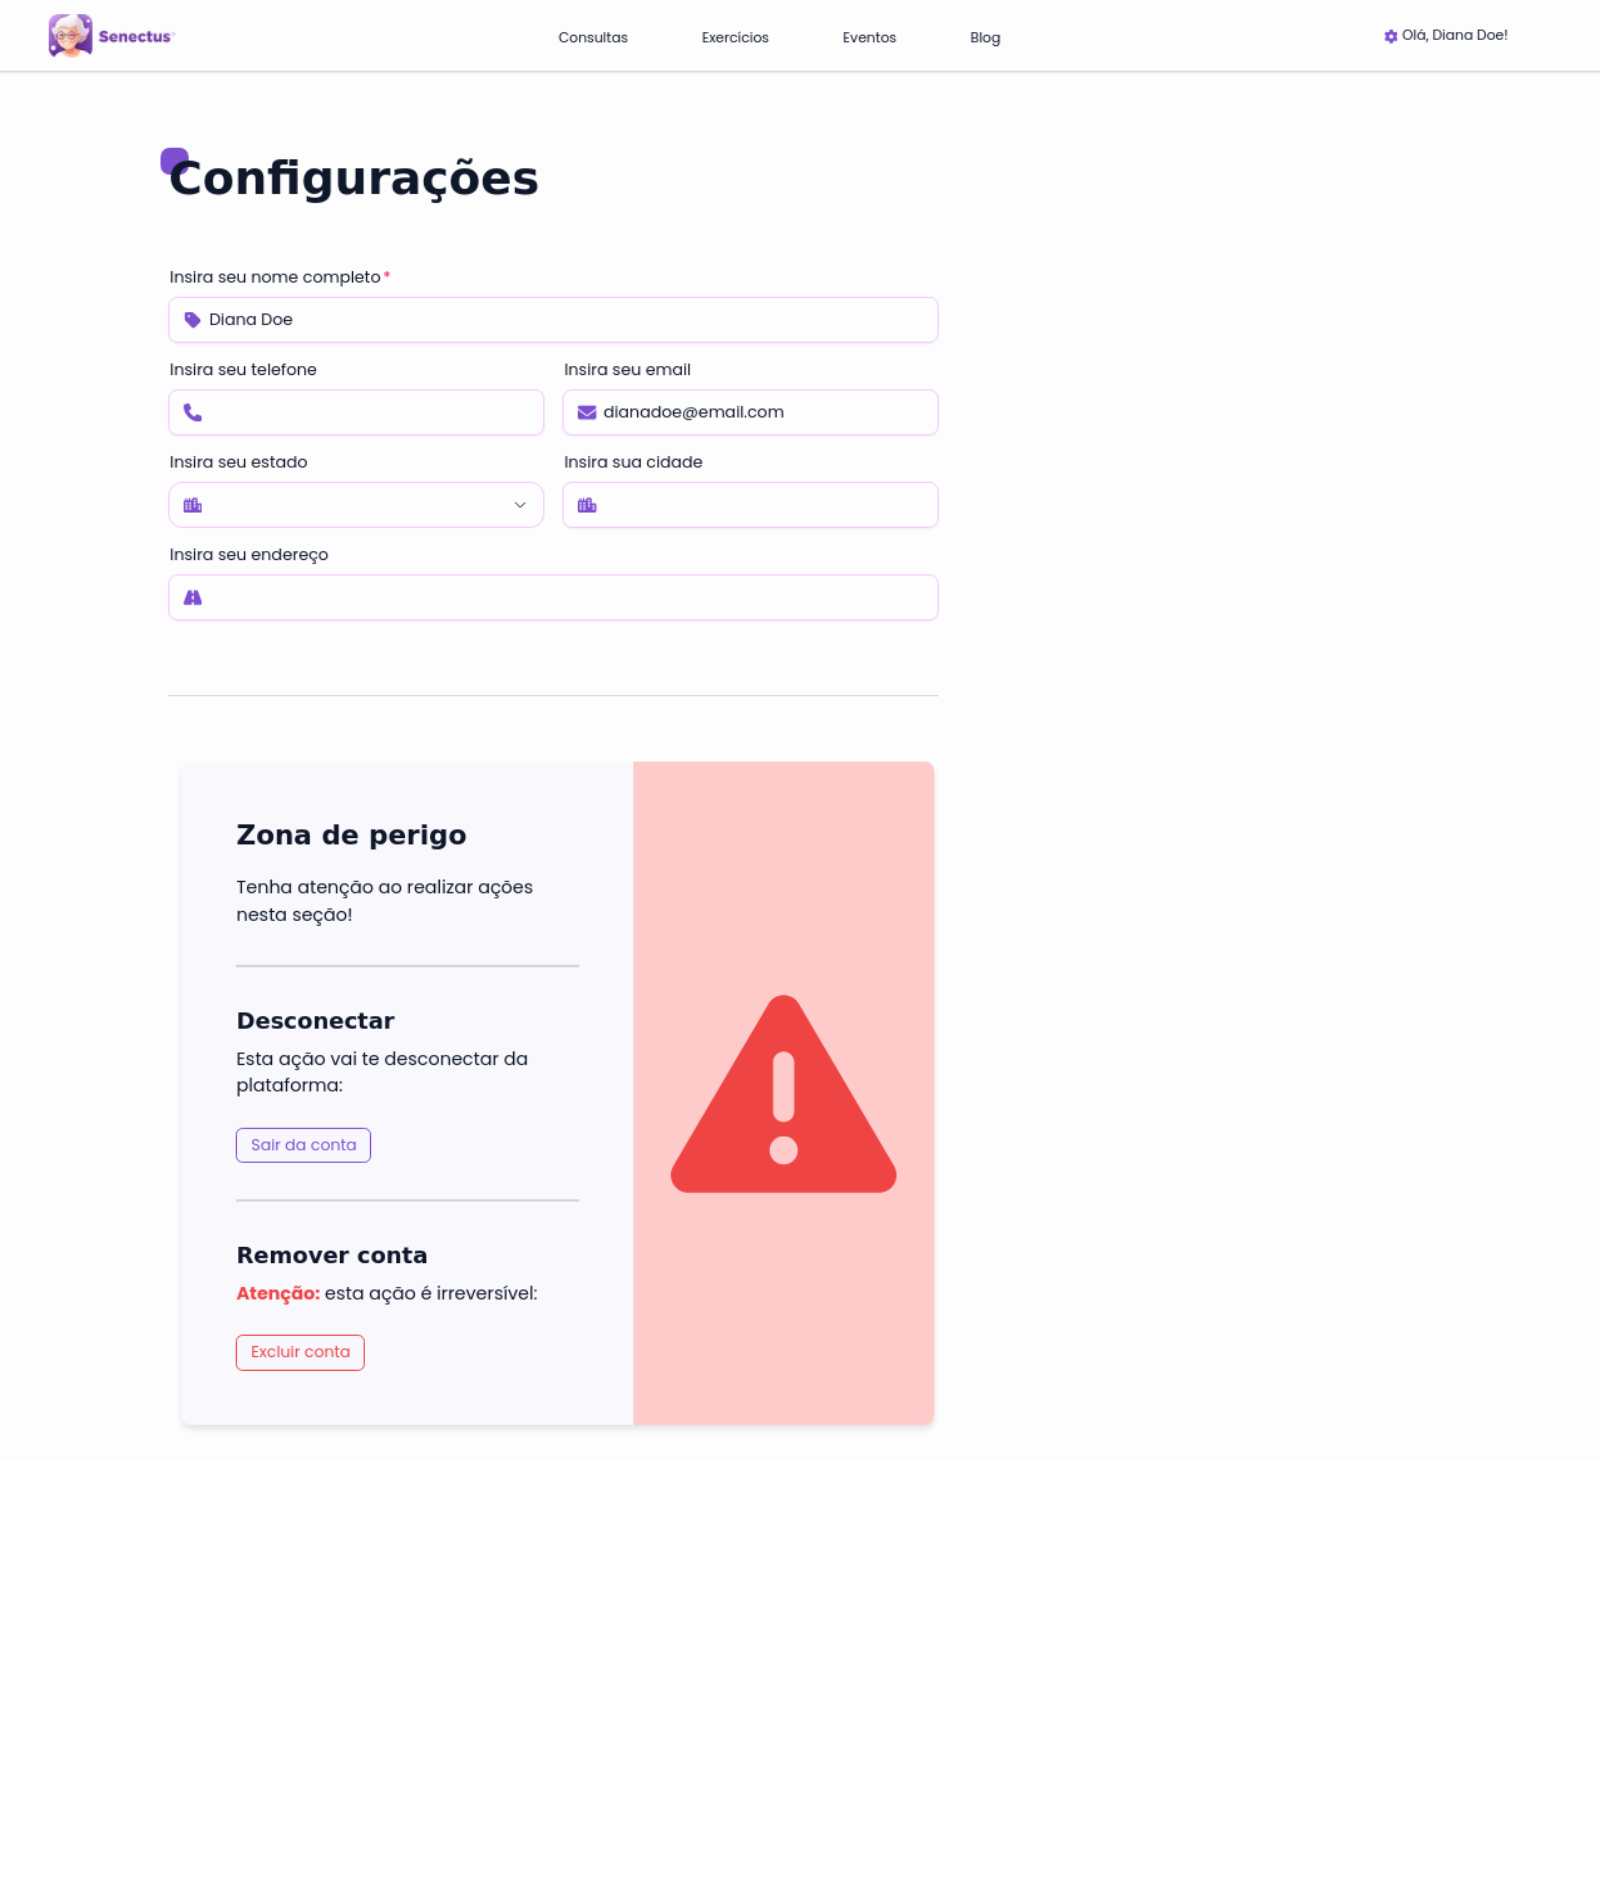 Senectus
Consultas
Exercícios
Eventos
Blog
Olá, Diana Doe!
Configurações
Insira seu nome completo*
Diana Doe
Insira seu telefone
Insira seu email
dianadoe@email.com
Insira seu estado
Insira sua cidade
Insira seu endereço
Zona de perigo
Tenha atenção ao realizar ações
nesta seção!
Desconectar
Esta ação vai te desconectar da
plataforma:
Sair da conta
Remover conta
Atenção: esta ação é irreversível:
Excluir conta